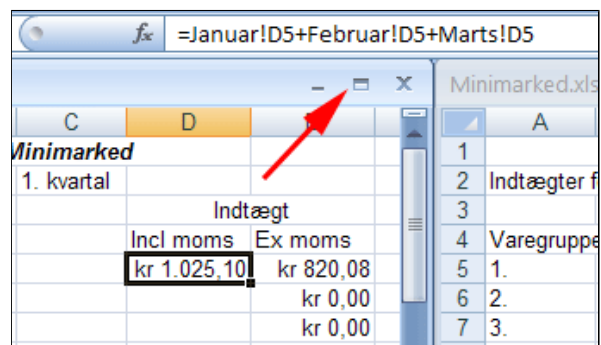 fx =Januar!D5+Februar!D5+Marts!D5
Minimarked.xls
C D A
Minimarked 1
1. kvartal 2 Indtægter f
Indtægt 3
Incl moms Ex moms 4 Varegruppe
kr 1.025,10 kr 820,08 5 1.
kr 0,00 6 2.
kr 0,00 7 3.